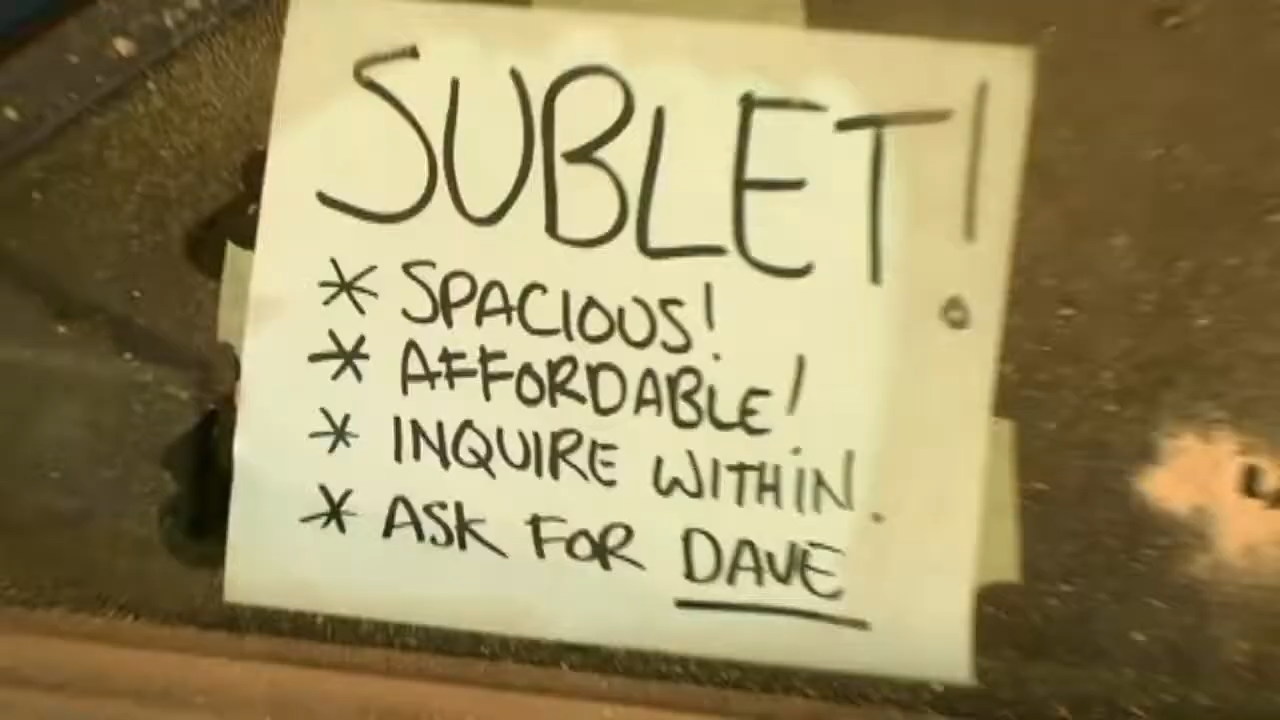 SUBLET!
* SPACIOUS!
* AFFORDABLE!
* INQUIRE WITHIN.
* ASK FOR DAVE